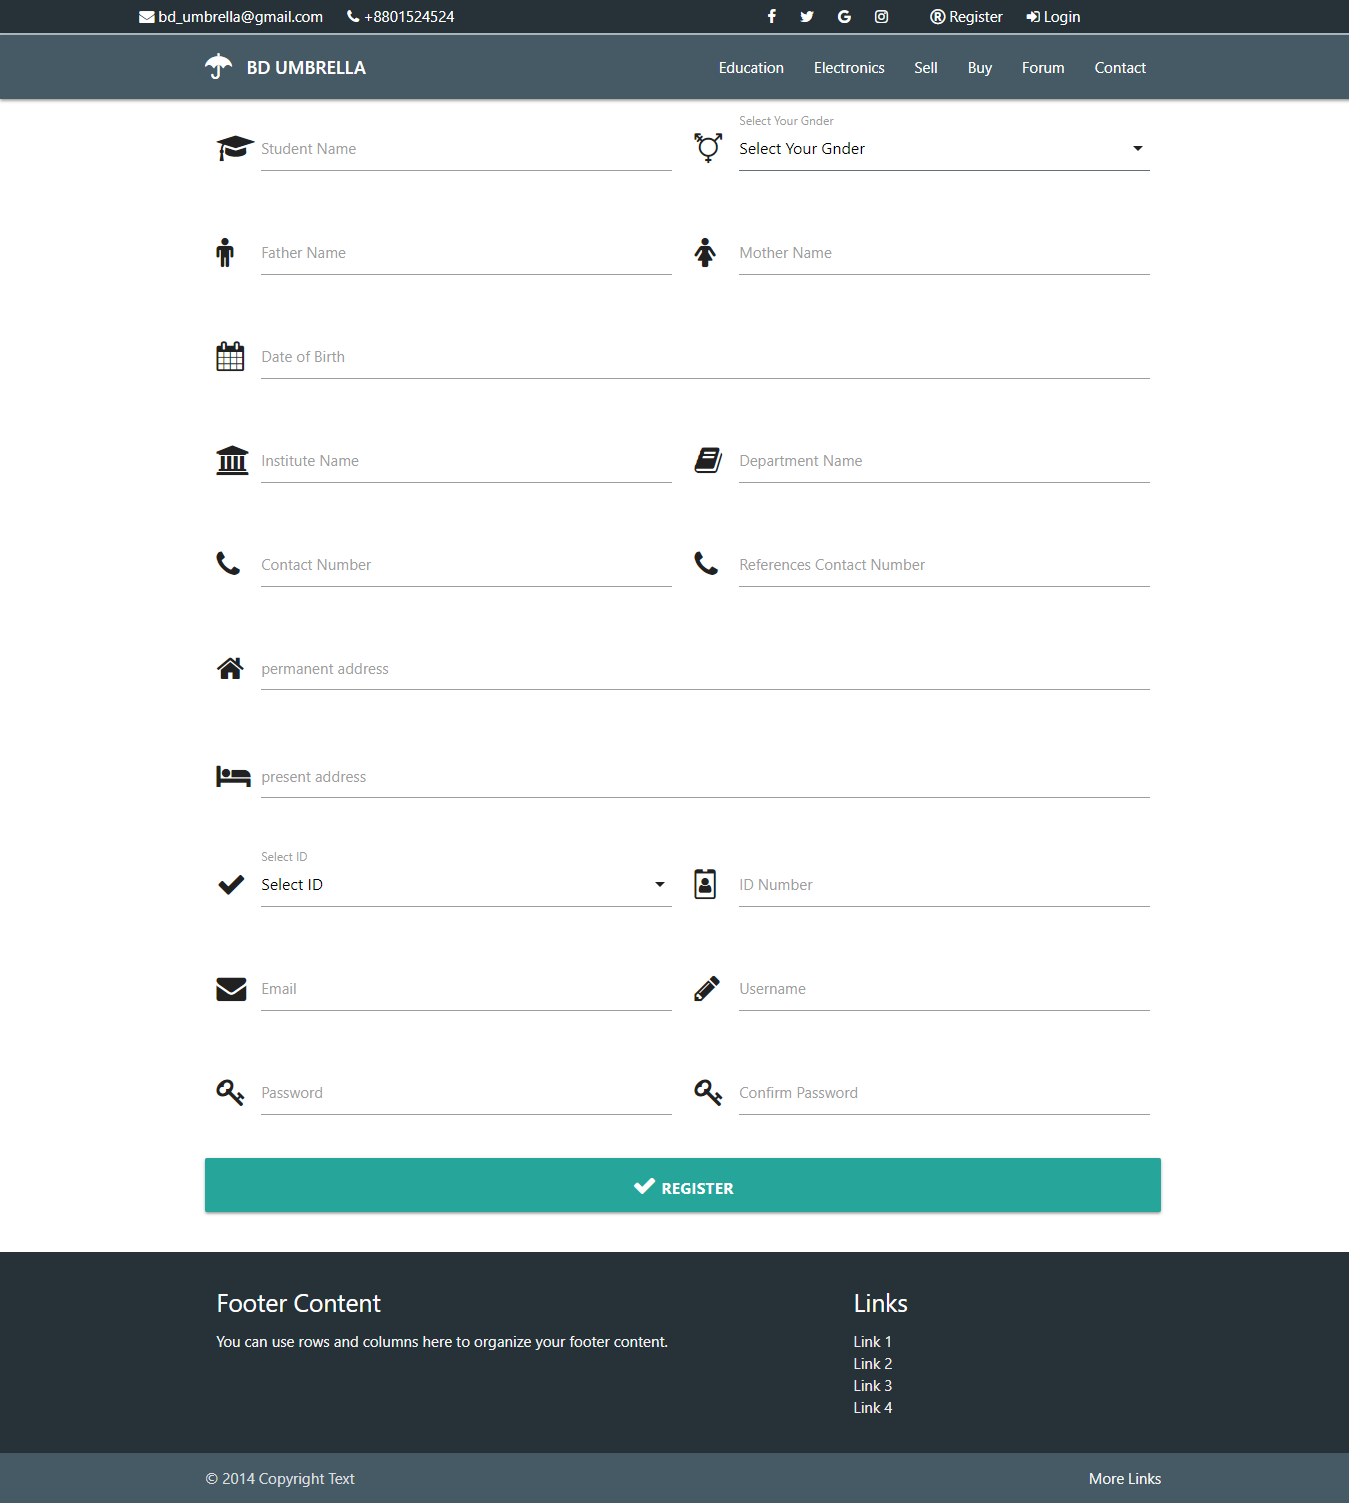 bd_umbrella@gmail.com +8801524524 Register Login
BD UMBRELLA Education Electronics Sell Buy Forum Contact
Select Your Gnder
Student Name Select Your Gnder
Father Name Mother Name
Date of Birth
Institute Name Department Name
Contact Number References Contact Number
permanent address
present address
Select ID
Select ID ID Number
Email Username
Password Confirm Password
REGISTER
Footer Content Links
You can use rows and columns here to organize your footer content. Link 1
Link 2
Link 3
Link 4
© 2014 Copyright Text More Links